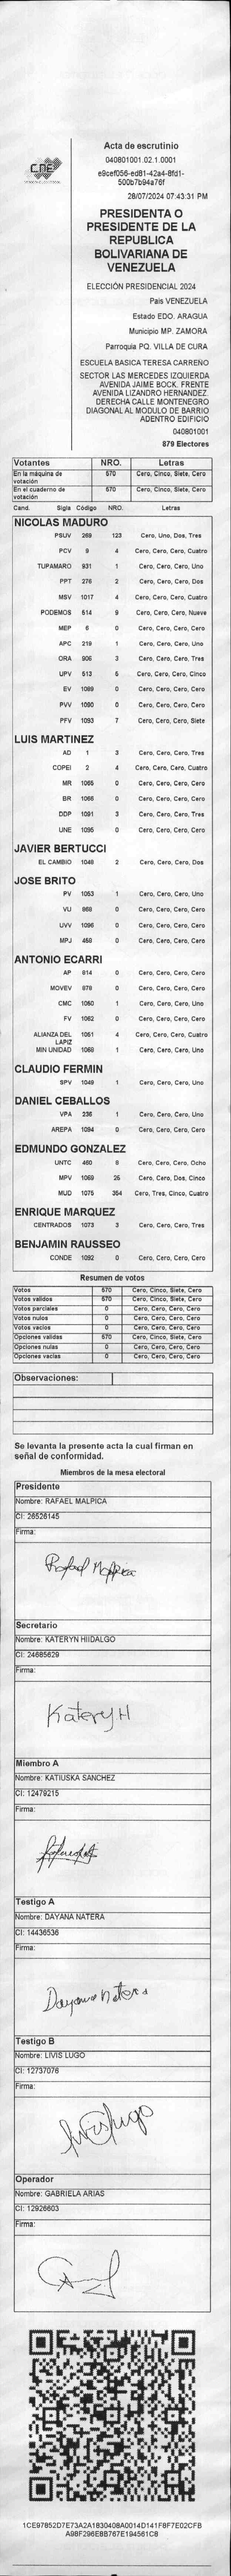 CNE
Acta de escrutinio
040801001.02.1.0001
e9cef056-ed81-42a4-8fd1-
500b7b94a76f
28/07/2024 07:43:31 PM
PRESIDENTA O
PRESIDENTE DE LA
REPUBLICA
BOLIVARIANA DE
VENEZUELA
ELECCIÓN PRESIDENCIAL 2024
País VENEZUELA
Estado EDO. ARAGUA
Municipio MP. ZAMORA
Parroquia PQ. VILLA DE CURA
ESCUELA BASICA TERESA CARREÑO
SECTOR LAS MERCEDES IZQUIERDA
AVENIDA JAIME BOCK. FRENTE
AVENIDA LIZANDRO HERNANDEZ.
DERECHA CALLE MONTENEGRO
DIAGONAL AL MODULO DE BARRIO
ADENTRO EDIFICIO
040801001
879 Electores
Votantes NRO. Letras
En la máquina de votación 570 Cero, Cinco, Siete, Cero
En el cuaderno de votación 570 Cero, Cinco, Siete, Cero
Cand. Sigla Código NRO. Letras
NICOLAS MADURO
PSUV 268 123 Cero, Uno, Dos, Tres
PCV 9 4 Cero, Cero, Cero, Cuatro
TUPAMARO 931 1 Cero, Cero, Cero, Uno
PPT 276 2 Cero, Cero, Cero, Dos
MSV 1017 4 Cero, Cero, Cero, Cuatro
PODEMOS 514 9 Cero, Cero, Cero, Nueve
MEP 6 0 Cero, Cero, Cero, Cero
APC 219 1 Cero, Cero, Cero, Uno
ORA 906 3 Cero, Cero, Cero, Tres
UPV 513 5 Cero, Cero, Cero, Cinco
EV 1089 0 Cero, Cero, Cero, Cero
PVV 1090 0 Cero, Cero, Cero, Cero
PFV 1093 7 Cero, Cero, Cero, Siete
LUIS MARTINEZ
AD 1 3 Cero, Cero, Cero, Tres
COPEI 2 4 Cero, Cero, Cero, Cuatro
MR 1065 0 Cero, Cero, Cero, Cero
BR 1066 0 Cero, Cero, Cero, Cero
DDP 1091 3 Cero, Cero, Cero, Tres
UNE 1095 0 Cero, Cero, Cero, Cero
JAVIER BERTUCCI
EL CAMBIO 1048 2 Cero, Cero, Cero, Dos
JOSE BRITO
PV 1053 1 Cero, Cero, Cero, Uno
VU 868 0 Cero, Cero, Cero, Cero
UVV 1096 0 Cero, Cero, Cero, Cero
MPJ 458 0 Cero, Cero, Cero, Cero
ANTONIO ECARRI
AP 814 0 Cero, Cero, Cero, Cero
MOVEV 978 0 Cero, Cero, Cero, Cero
CMC 1050 1 Cero, Cero, Cero, Uno
FV 1062 0 Cero, Cero, Cero, Cero
ALIANZA DEL LAPIZ 1051 4 Cero, Cero, Cero, Cuatro
MIN UNIDAD 1068 1 Cero, Cero, Cero, Uno
CLAUDIO FERMIN
SPV 1049 1 Cero, Cero, Cero, Uno
DANIEL CEBALLOS
VPA 236 1 Cero, Cero, Cero, Uno
AREPA 1094 0 Cero, Cero, Cero, Cero
EDMUNDO GONZALEZ
UNTC 460 8 Cero, Cero, Cero, Ocho
MPV 1069 25 Cero, Cero, Dos, Cinco
MUD 1075 354 Cero, Tres, Cinco, Cuatro
ENRIQUE MARQUEZ
CENTRADOS 1073 3 Cero, Cero, Cero, Tres
BENJAMIN RAUSSEO
CONDE 1092 0 Cero, Cero, Cero, Cero
Resumen de votos
Votos 570 Cero, Cinco, Siete, Cero
Votos validos 570 Cero, Cinco, Siete, Cero
Votos parciales 0 Cero, Cero, Cero, Cero
Votos nulos 0 Cero, Cero, Cero, Cero
Votos vacios 0 Cero, Cero, Cero, Cero
Opciones validas 570 Cero, Cinco, Siete, Cero
Opciones nulas 0 Cero, Cero, Cero, Cero
Opciones vacias 0 Cero, Cero, Cero, Cero
Observaciones:
Se levanta la presente acta la cual firman en
señal de conformidad.
Miembros de la mesa electoral
Presidente
Nombre: RAFAEL MALPICA
CI: 26526145
Firma:
Rafael Malpica
Secretario
Nombre: KATERYN HIIDALGO
CI: 24685629
Firma:
Katery H
Miembro A
Nombre: KATIUSKA SANCHEZ
CI: 12479215
Firma:
Testigo A
Nombre: DAYANA NATERA
CI: 14436536
Firma:
Dayana Natera
Testigo B
Nombre: LIVIS LUGO
CI: 12737076
Firma:
Livis Lugo
Operador
Nombre: GABRIELA ARIAS
CI: 12926603
Firma:
1CE97852D7E73A2A1830408A0014D141F8F7E02CFB
A98F296E8B767E194561C8